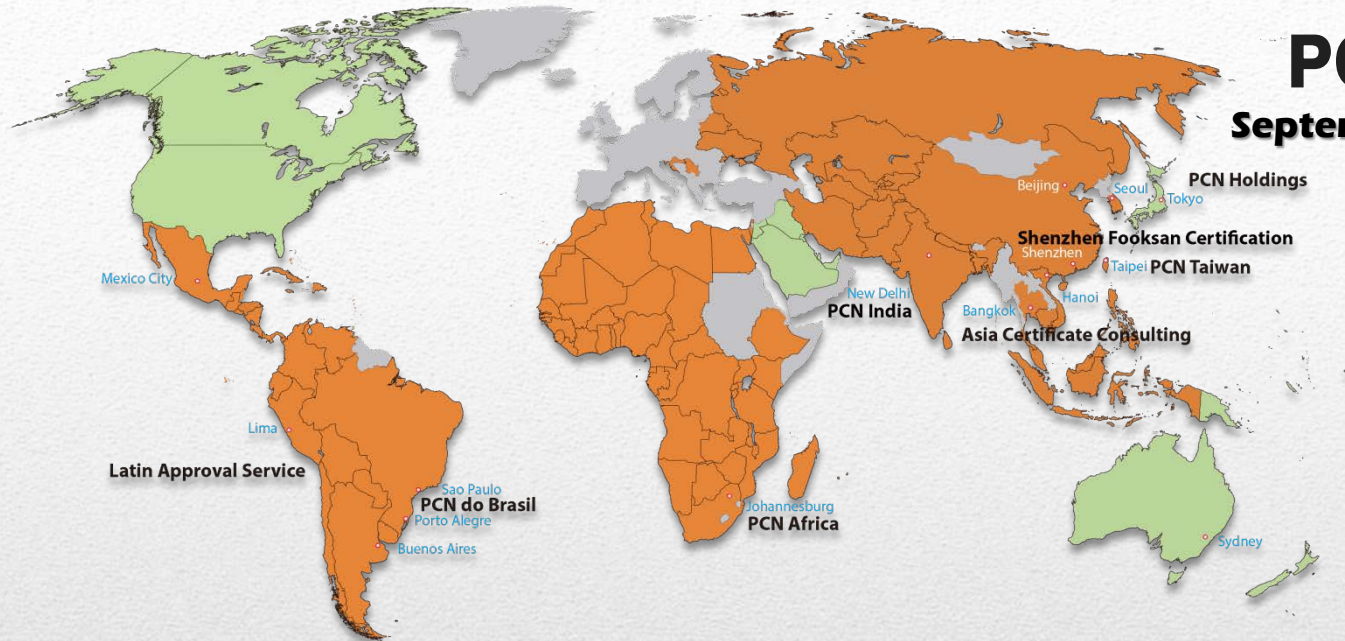 PC
Septer
PCN Holdings
Beijing
Seoul
Tokyo
Shenzhen Fooksan Certification
Shenzhen
Taipei PCN Taiwan
Mexico City
New Delhi
PCN India
Bangkok
Hanoi
Asia Certificate Consulting
Lima
Latin Approval Service
Sao Paulo
PCN do Brasil
Porto Alegre
Buenos Aires
Johannesburg
PCN Africa
Sydney